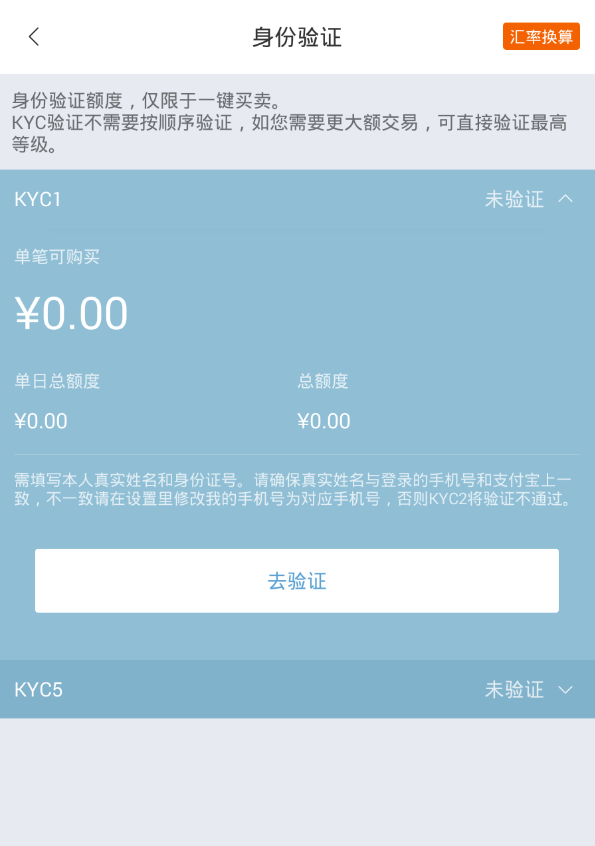 身份验证
汇率换算
身份验证额度，仅限于一键买卖。
KYC验证不需要按顺序验证，如您需要更大额交易，可直接验证最高
等级。
KYC1
未验证
单笔可购买
¥0.00
单日总额度
总额度
¥0.00
¥0.00
需填写本人真实姓名和身份证号。请确保真实姓名与登录的手机号和支付宝上一
致，不一致请在设置里修改我的手机号为对应手机号，否则KYC2将验证不通过。
去验证
KYC5
未验证